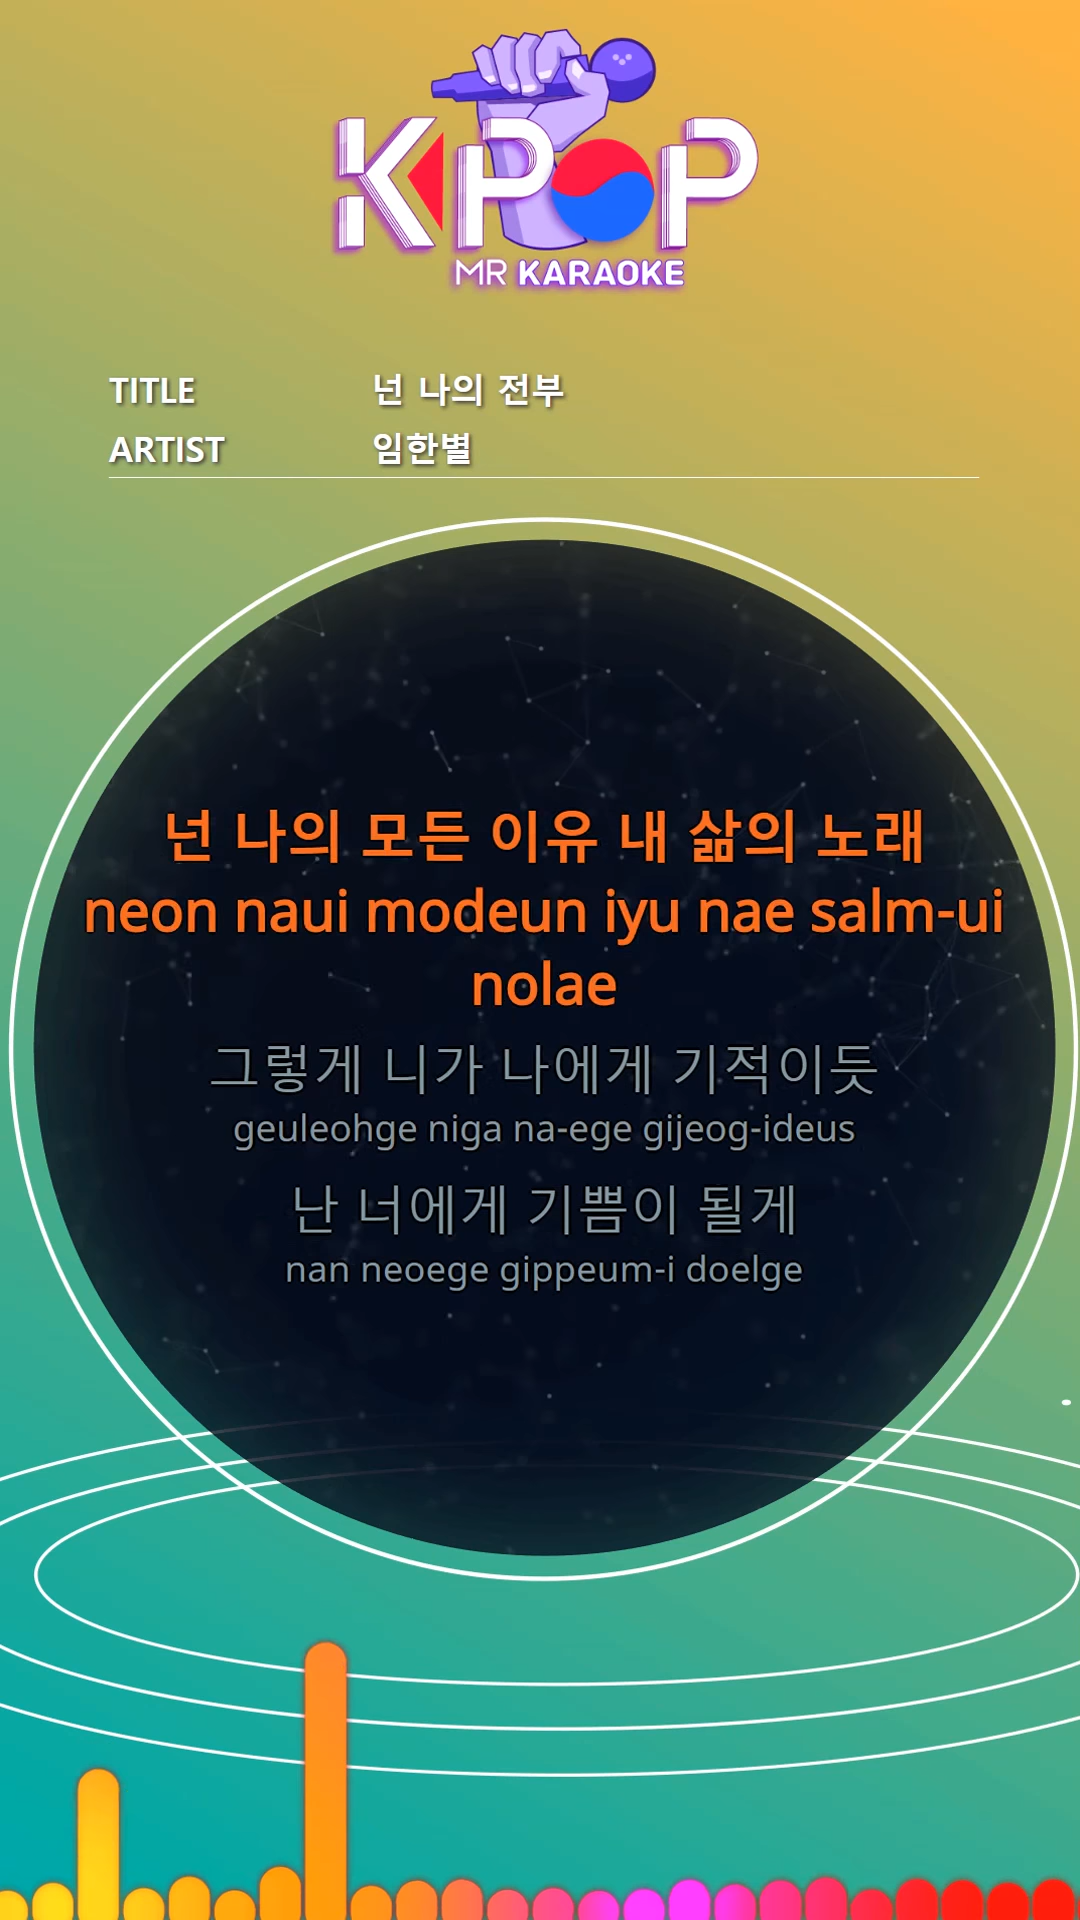 KPOP
MR KARAOKE
TITLE 넌 나의 전부
ARTIST 임한별
넌 나의 모든 이유 내 삶의 노래
neon naui modeun iyu nae salm-ui
nolae
그렇게 니가 나에게 기적이듯
geuleohge niga na-ege gijeog-ideus
난 너에게 기쁨이 될게
nan neoege gippeum-i doelge